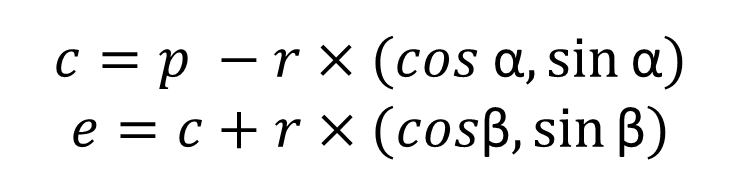 c = p − r × (cos α, sin α)
e = c + r × (cosβ, sin β)